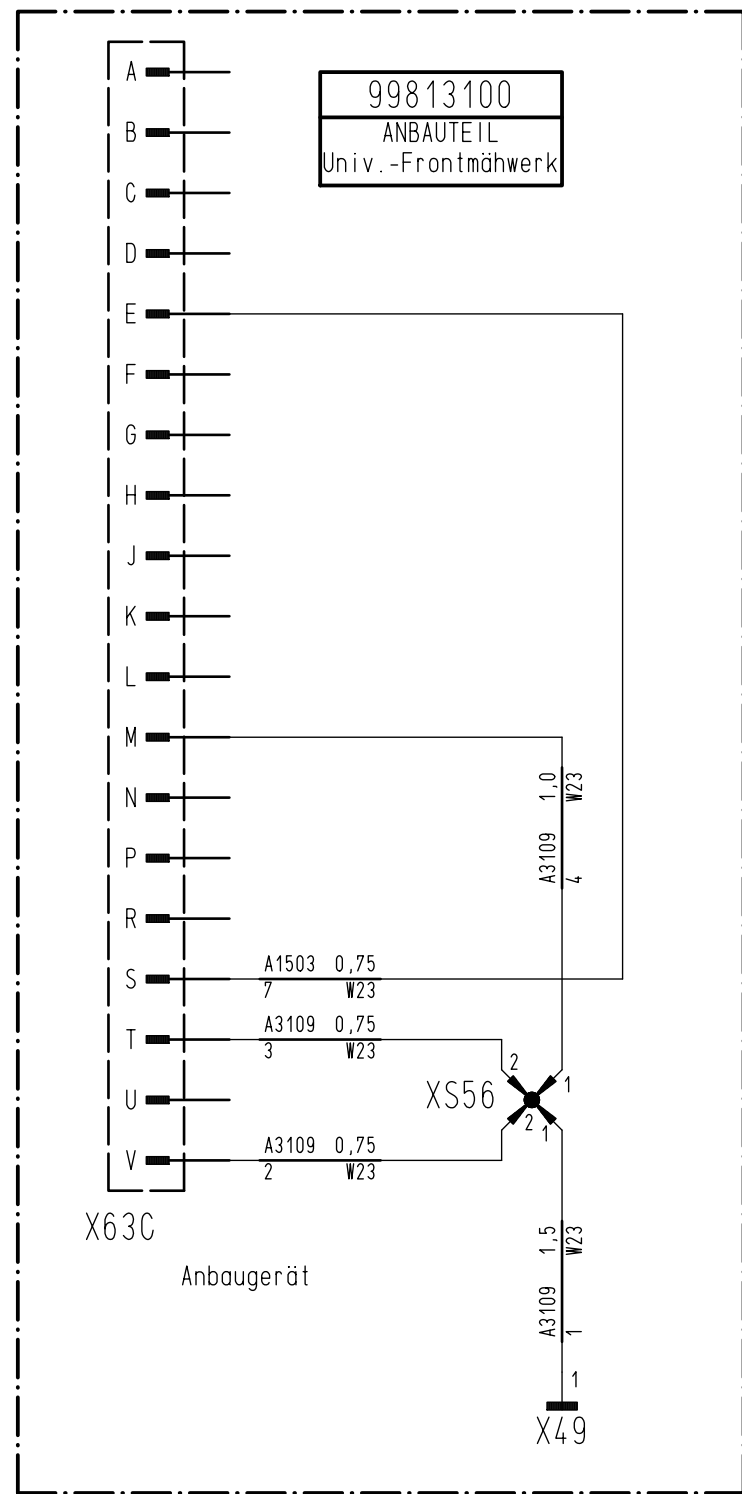 99813100
ANBAUTEIL
Univ.-Frontmähwerk
A
B
C
D
E
F
G
H
J
K
L
M
N
P
R
S
T
U
V
A3109 1,0
4 W23
A1503 0,75
7 W23
A3109 0,75
3 W23
A3109 0,75
2 W23
XS56
2
1
2
1
A3109 1,5
1 W23
1
X49
X63C
Anbaugerät